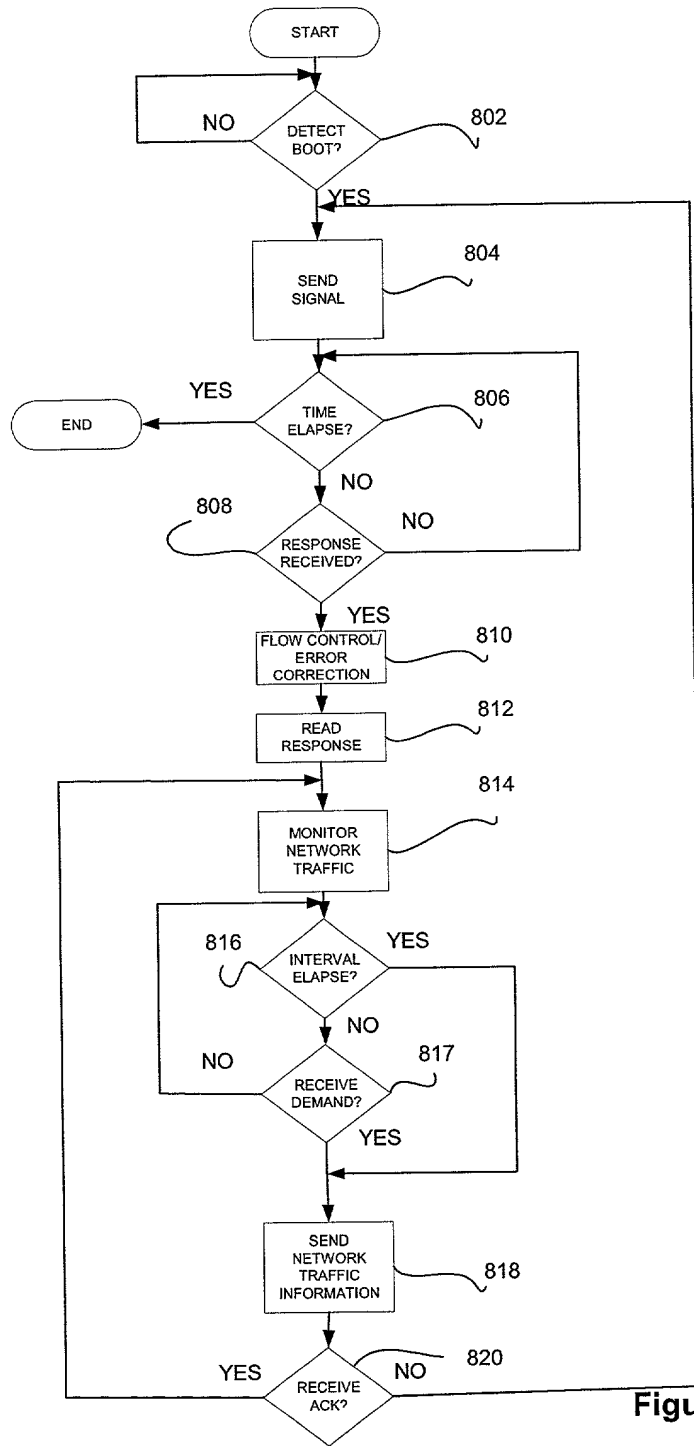 START
NO
DETECT
BOOT?
802
YES
SEND
SIGNAL
804
YES
END
TIME
ELAPSE?
806
NO
808
RESPONSE
RECEIVED?
NO
YES
FLOW CONTROL/
ERROR
CORRECTION
810
READ
RESPONSE
812
MONITOR
NETWORK
TRAFFIC
814
816
INTERVAL
ELAPSE?
YES
NO
NO
RECEIVE
DEMAND?
817
YES
SEND
NETWORK
TRAFFIC
INFORMATION
818
YES
RECEIVE
ACK?
NO
820
Figu